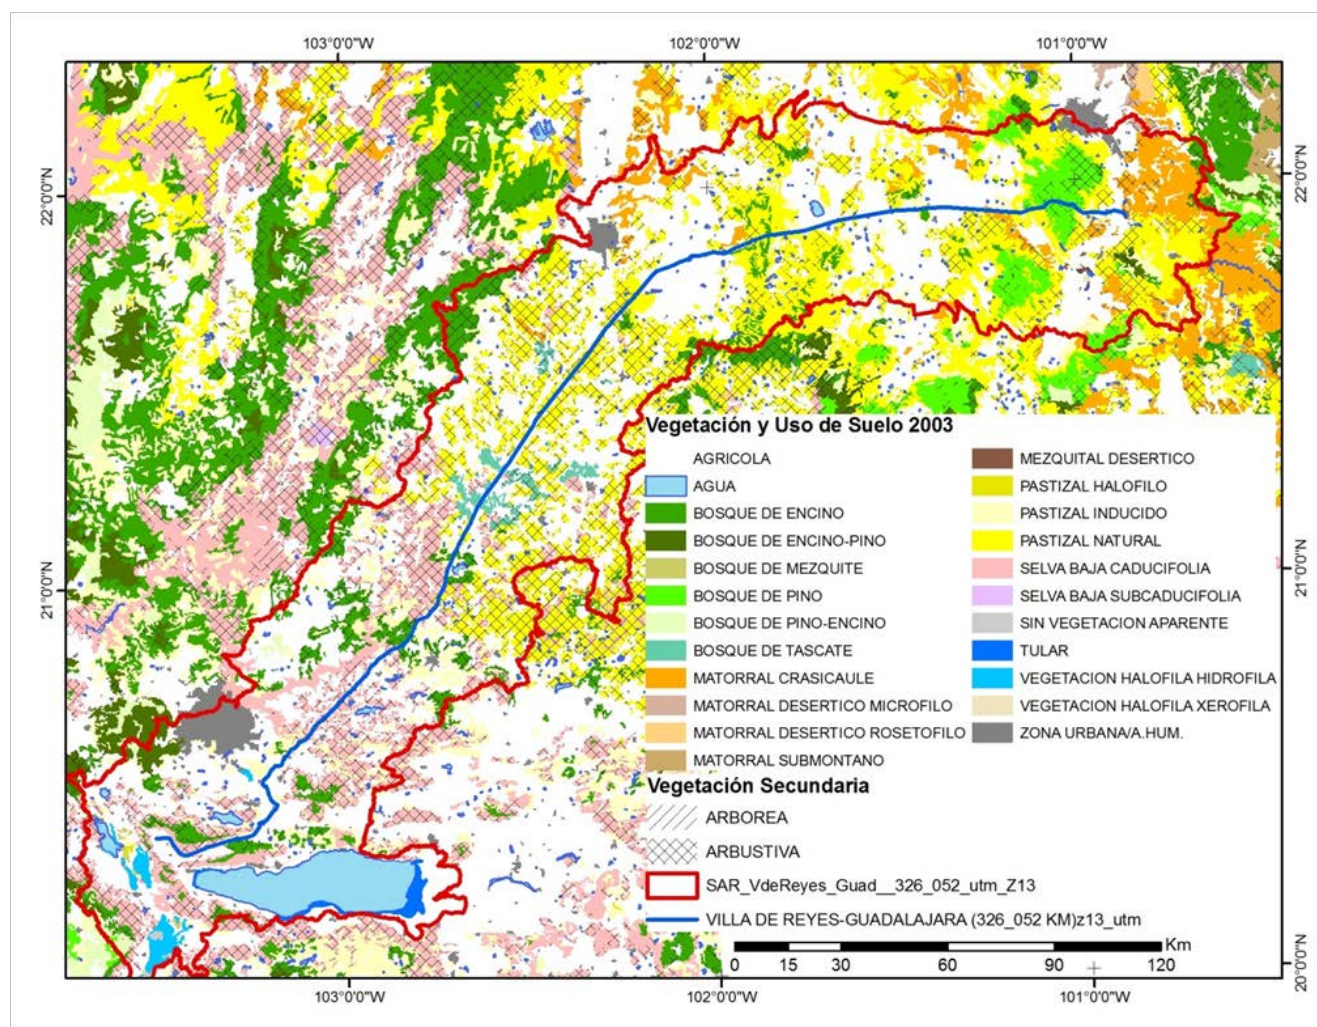 103°0'0"W 102°0'0"W 101°0'0"W
22°0'0"N 22°0'0"N
21°0'0"N 21°0'0"N
20°0'0"N
Vegetación y Uso de Suelo 2003
AGRICOLA
AGUA
BOSQUE DE ENCINO
BOSQUE DE ENCINO-PINO
BOSQUE DE MEZQUITE
BOSQUE DE PINO
BOSQUE DE PINO-ENCINO
BOSQUE DE TASCATE
MATORRAL CRASICAULE
MATORRAL DESERTICO MICROFILO
MATORRAL DESERTICO ROSETOFILO
MATORRAL SUBMONTANO
MEZQUITAL DESERTICO
PASTIZAL HALOFILO
PASTIZAL INDUCIDO
PASTIZAL NATURAL
SELVA BAJA CADUCIFOLIA
SELVA BAJA SUBCADUCIFOLIA
SIN VEGETACION APARENTE
TULAR
VEGETACION HALOFILA HIDROFILA
VEGETACION HALOFILA XEROFILA
ZONA URBANA/A.HUM.
Vegetación Secundaria
ARBOREA
ARBUSTIVA
SAR_VdeReyes_Guad__326_052_utm_Z13
VILLA DE REYES-GUADALAJARA (326_052 KM)z13_utm
Km
0 15 30 60 90 120
103°0'0"W 102°0'0"W 101°0'0"W